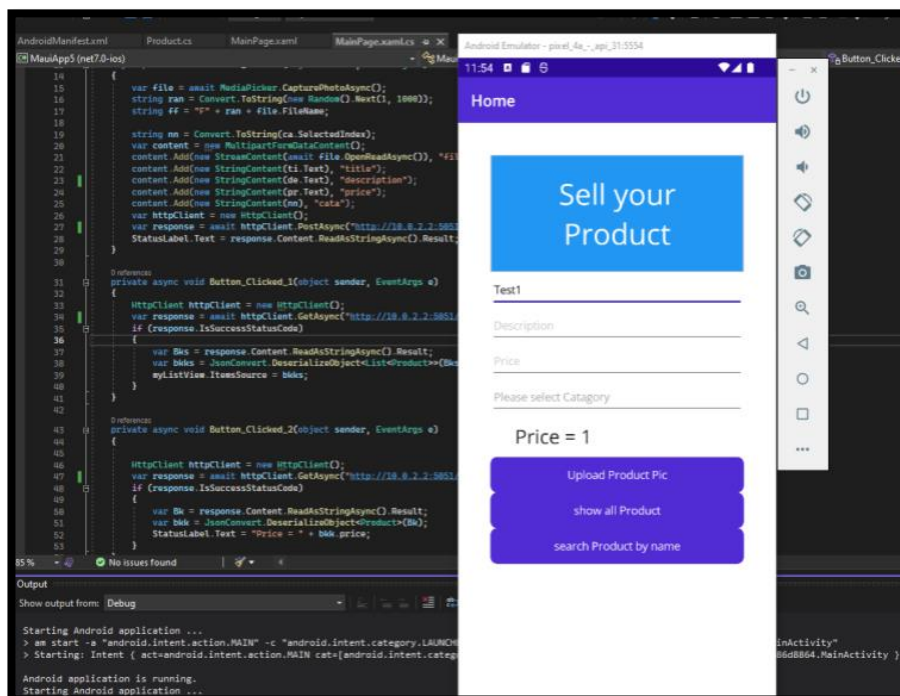 AndroidManifest.xml Product.cs MainPage.xaml MainPage.xaml.cs
MauiApp5 (net7.0-ios)
Button_Clicke
14 {
15 var file = await MediaPicker.CapturePhotoAsync();
16 string ran = Convert.ToString(new Random().Next(1, 1000));
17 string ff = "F" + ran + file.FileName;
18
19 string nn = Convert.ToString(ca.SelectedIndex);
20 var content = new MultipartFormDataContent();
21 content.Add(new StreamContent(await file.OpenReadAsync()), "fil
22 content.Add(new StringContent(ti.Text), "title");
23 content.Add(new StringContent(de.Text), "description");
24 content.Add(new StringContent(pr.Text), "price");
25 content.Add(new StringContent(nn), "cata");
26 var httpClient = new HttpClient();
27 var response = await httpClient.PostAsync("http://10.0.2.2:5051/
28 StatusLabel.Text = response.Content.ReadAsStringAsync().Result;
29 }
30
0 references
31 private async void Button_Clicked_1(object sender, EventArgs e)
32 {
33 HttpClient httpClient = new HttpClient();
34 var response = await httpClient.GetAsync("http://10.0.2.2:5051/
35 if (response.IsSuccessStatusCode)
36 {
37 var Bks = response.Content.ReadAsStringAsync().Result;
38 var bkks = JsonConvert.DeserializeObject<List<Product>>(Bks
39 myListView.ItemsSource = bkks;
40 }
41 }
42
0 references
43 private async void Button_Clicked_2(object sender, EventArgs e)
44 {
45
46 HttpClient httpClient = new HttpClient();
47 var response = await httpClient.GetAsync("http://10.0.2.2:5051/
48 if (response.IsSuccessStatusCode)
49 {
50 var Bk = response.Content.ReadAsStringAsync().Result;
51 var bkk = JsonConvert.DeserializeObject<Product>(Bk);
52 StatusLabel.Text = "Price = " + bkk.price;
53 }
85 % No issues found
Output
Show output from: Debug
Starting Android application ...
> am start -a "android.intent.action.MAIN" -c "android.intent.category.LAUNCH
inActivity"
> Starting: Intent { act=android.intent.action.MAIN cat=[android.intent.categ
86d8864.MainActivity }
Android application is running.
Starting Android application ...
Android Emulator - pixel_4a_-_api_31:5554
11:54
Home
Sell your
Product
Test1
Description
Price
Please select Catagory
Price = 1
Upload Product Pic
show all Product
search Product by name